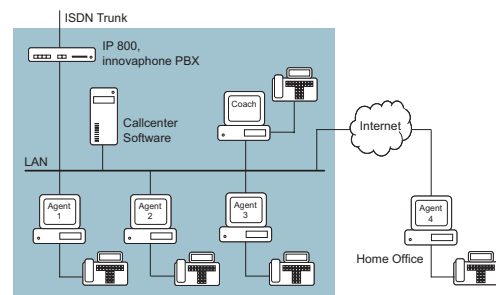 ISDN Trunk
IP 800,
innovaphone PBX
Coach
Callcenter
Software
Internet
LAN
Agent
1
Agent
2
Agent
3
Agent
4
Home Office